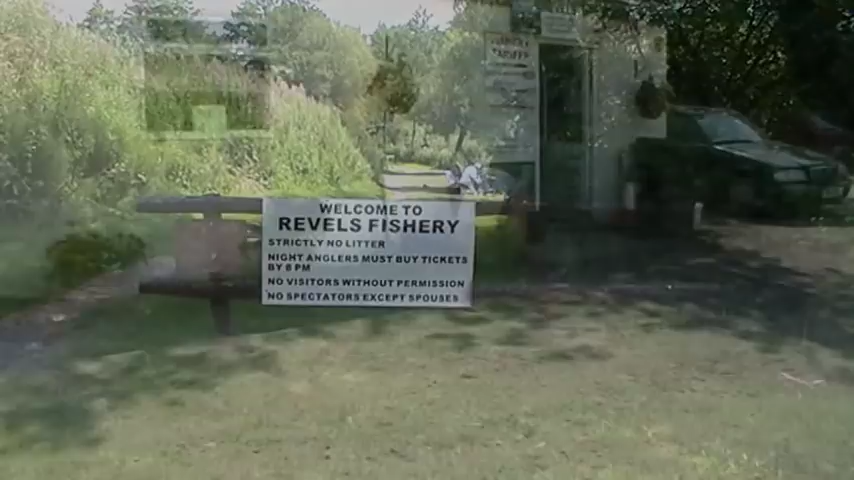 WELCOME TO
REVELS FISHERY
STRICTLY NO LITTER
NIGHT ANGLERS MUST BUY TICKETS
BY 8 PM
NO VISITORS WITHOUT PERMISSION
NO SPECTATORS EXCEPT SPOUSES